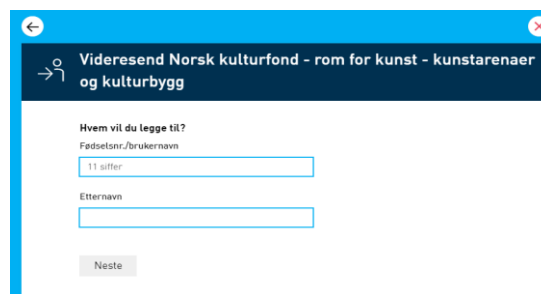 Videresend Norsk kulturfond - rom for kunst - kunstarenaer
og kulturbygg
Hvem vil du legge til?
Fødselsnr./brukernavn
11 siffer
Etternavn
Neste